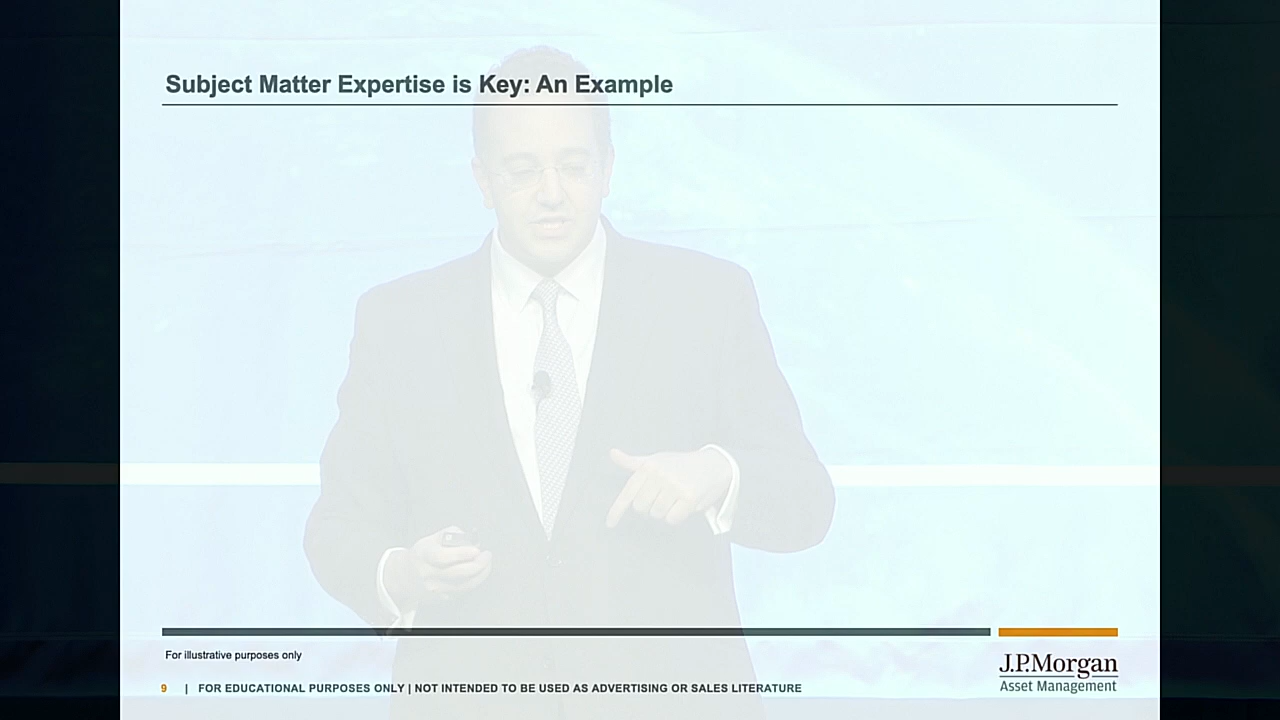 Subject Matter Expertise is Key: An Example
For illustrative purposes only
9 | FOR EDUCATIONAL PURPOSES ONLY | NOT INTENDED TO BE USED AS ADVERTISING OR SALES LITERATURE
J.P.Morgan
Asset Management